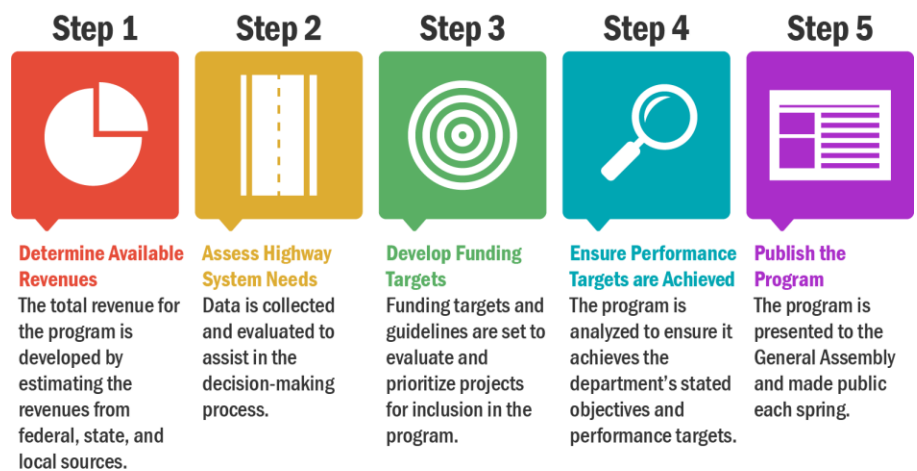 Step 1
Determine Available
Revenues
The total revenue for
the program is
developed by
estimating the
revenues from
federal, state, and
local sources.
Step 2
Assess Highway
System Needs
Data is collected
and evaluated to
assist in the
decision-making
process.
Step 3
Develop Funding
Targets
Funding targets and
guidelines are set to
evaluate and
prioritize projects
for inclusion in the
program.
Step 4
Ensure Performance
Targets are Achieved
The program is
analyzed to ensure it
achieves the
department’s stated
objectives and
performance targets.
Step 5
Publish the
Program
The program is
presented to the
General Assembly
and made public
each spring.